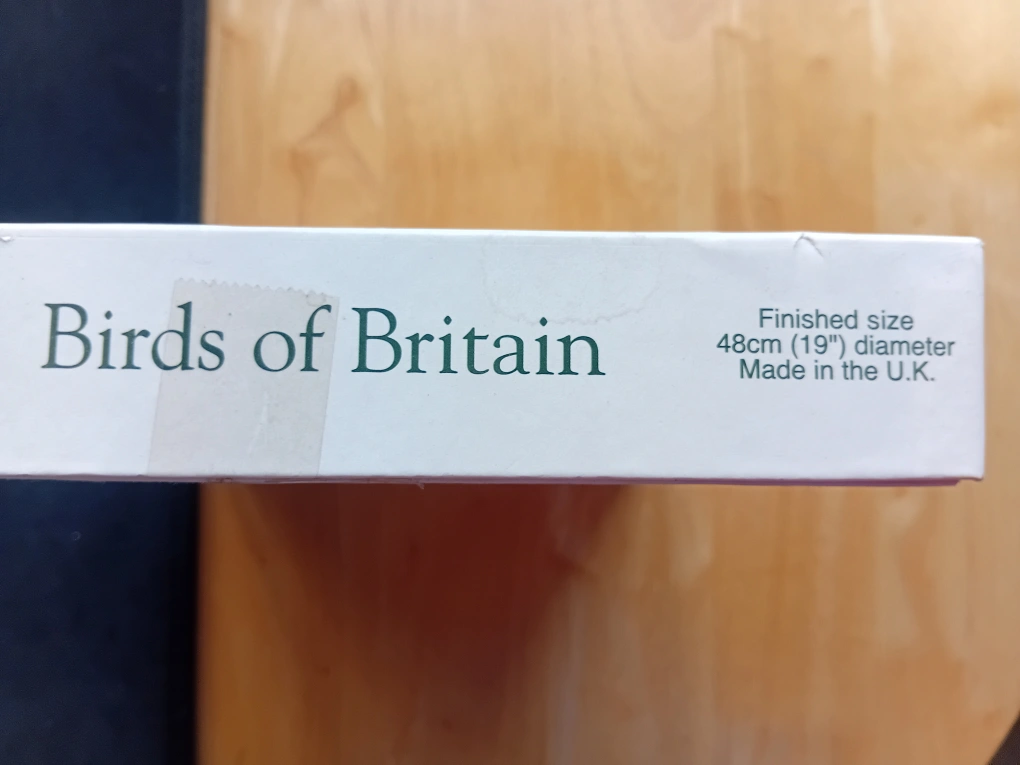 Birds of Britain
Finished size
48cm (19") diameter
Made in the U.K.